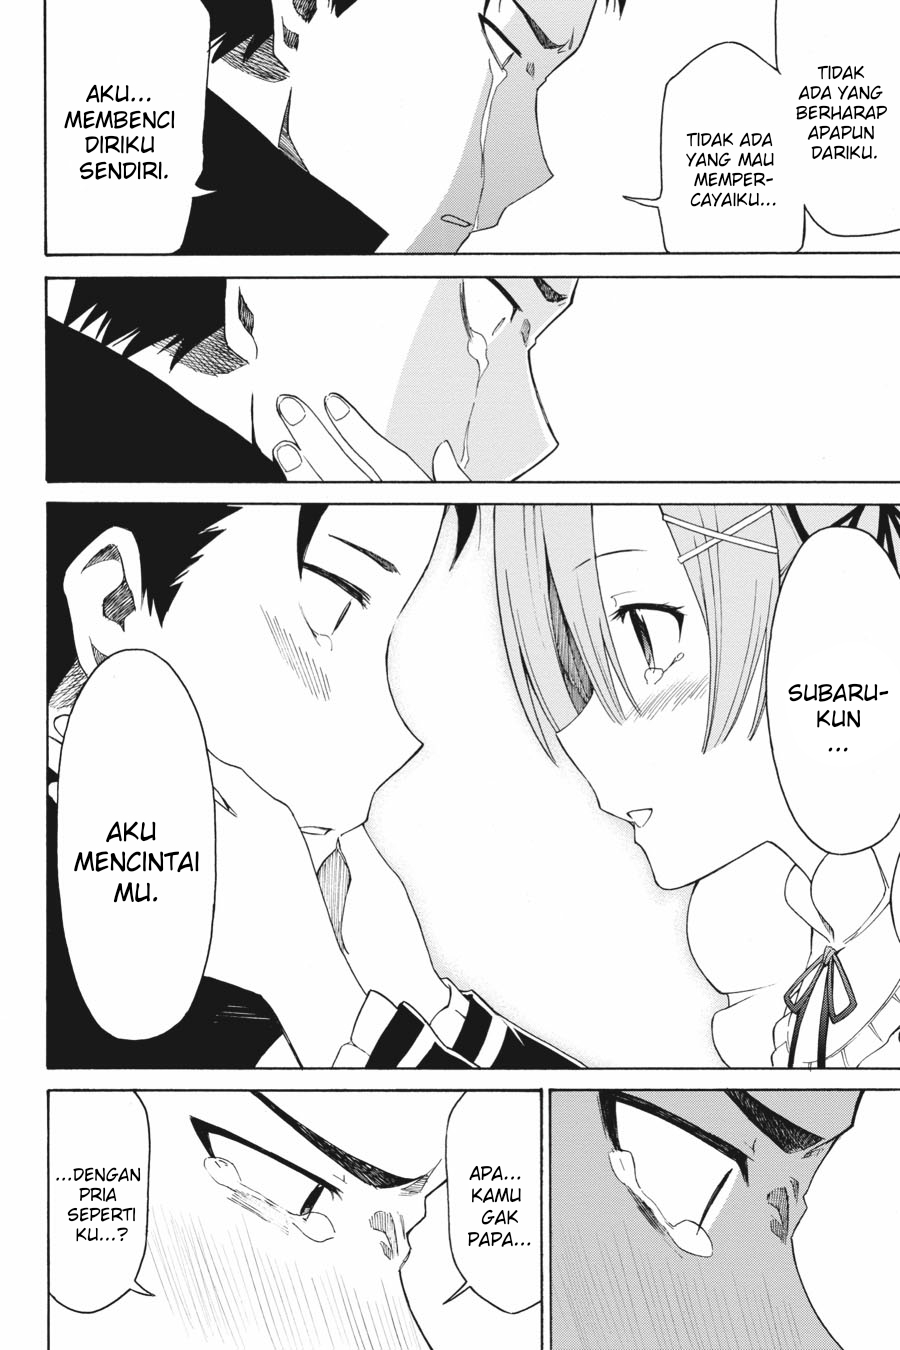 TIDAK
ADA YANG
BERHARAP
APAPUN
DARIKU.
TIDAK ADA
YANG MAU
MEMPER-
CAYAIKU...
AKU...
MEMBENCI
DIRIKU
SENDIRI.
SUBARU-
KUN
...
AKU
MENCINTAI
MU.
APA...
KAMU
GAK
PAPA...
...DENGAN
PRIA
SEPERTI
KU...?